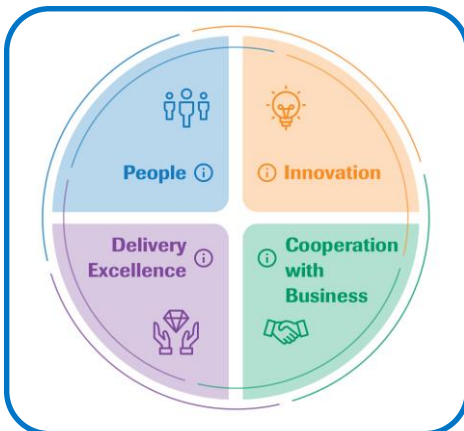 People
Innovation
Delivery
Excellence
Cooperation
with
Business